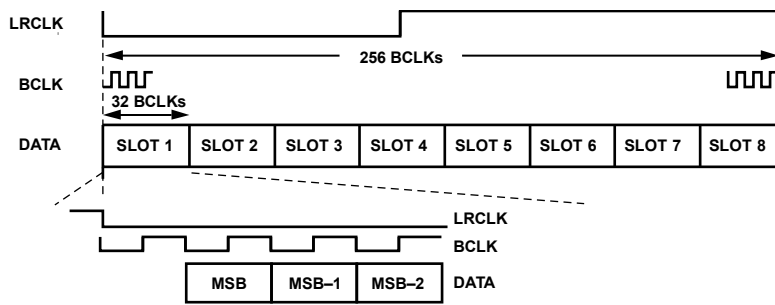 LRCLK
256 BCLKs
BCLK
32 BCLKs
DATA SLOT 1 SLOT 2 SLOT 3 SLOT 4 SLOT 5 SLOT 6 SLOT 7 SLOT 8
LRCLK
BCLK
MSB MSB–1 MSB–2 DATA